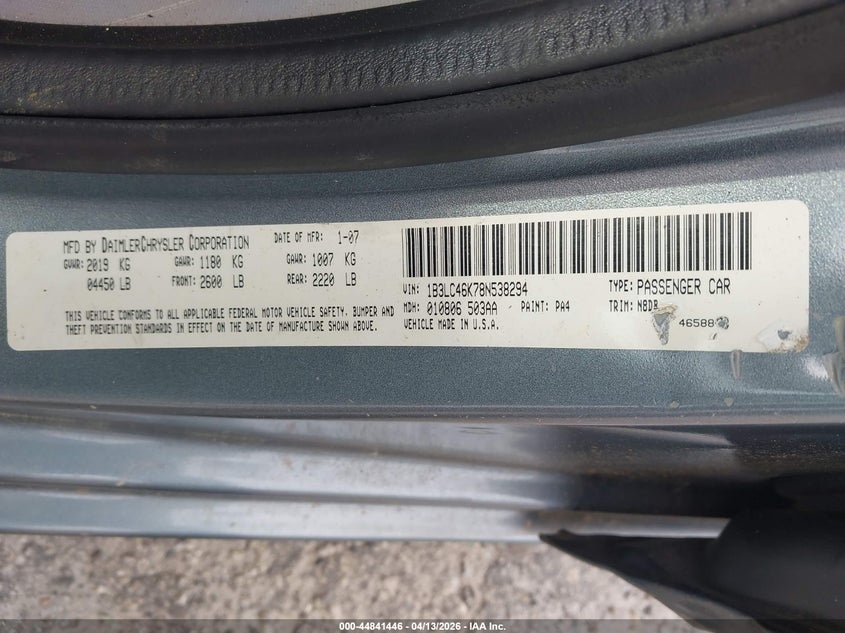 MFD BY DAIMLERCHRYSLER CORPORATION DATE OF MFR: 1-07
GVWR: 2019 KG GAWR: 1180 KG GAWR: 1007 KG
04450 LB FRONT: 2600 LB REAR: 2220 LB
THIS VEHICLE CONFORMS TO ALL APPLICABLE FEDERAL MOTOR VEHICLE SAFETY, BUMPER AND
THEFT PREVENTION STANDARDS IN EFFECT ON THE DATE OF MANUFACTURE SHOWN ABOVE.
VIN: 1B3LC46K78N538294 TYPE: PASSENGER CAR
MDH: 010806 503AA PAINT: PA4 TRIM: NBDB
VEHICLE MADE IN U.S.A. 46588
000-44841446 - 04/13/2026 - IAA Inc.